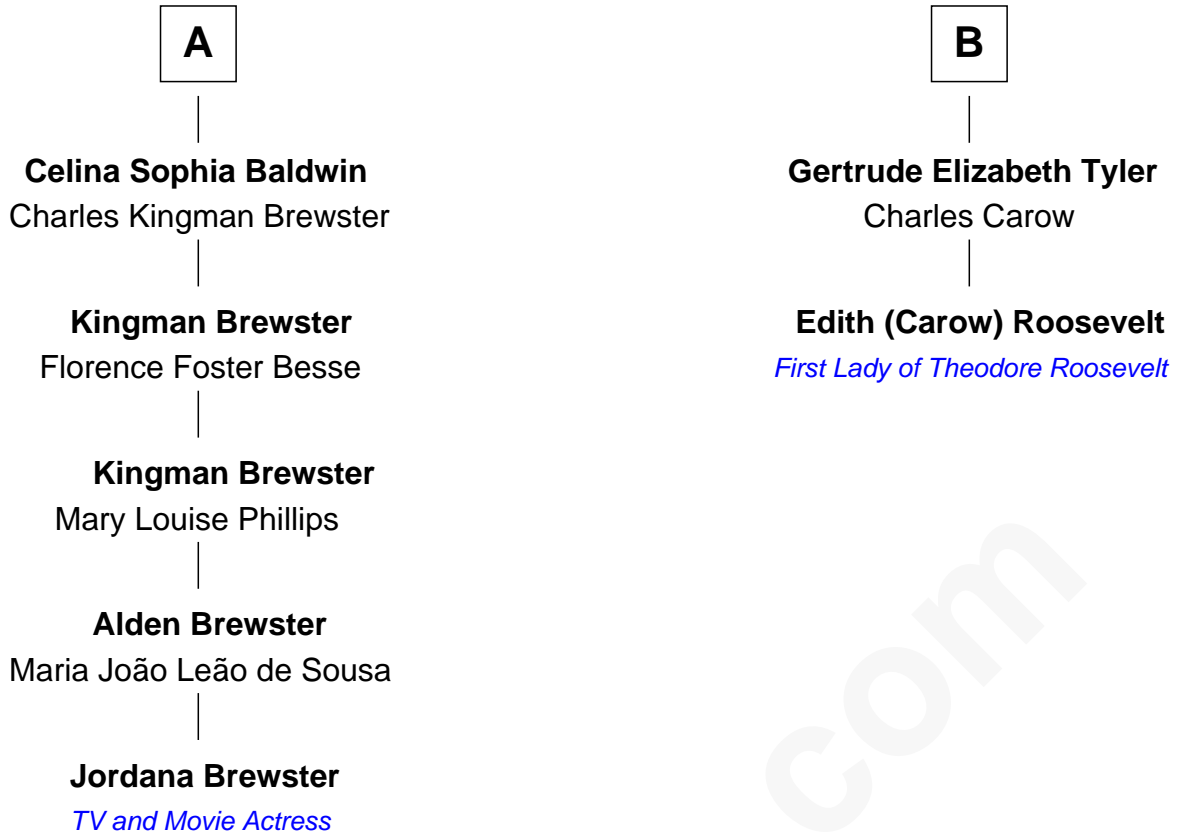 A
Celina Sophia Baldwin
Charles Kingman Brewster
Kingman Brewster
Florence Foster Besse
Kingman Brewster
Mary Louise Phillips
Alden Brewster
Maria João Leão de Sousa
Jordana Brewster
TV and Movie Actress
B
Gertrude Elizabeth Tyler
Charles Carow
Edith (Carow) Roosevelt
First Lady of Theodore Roosevelt
com